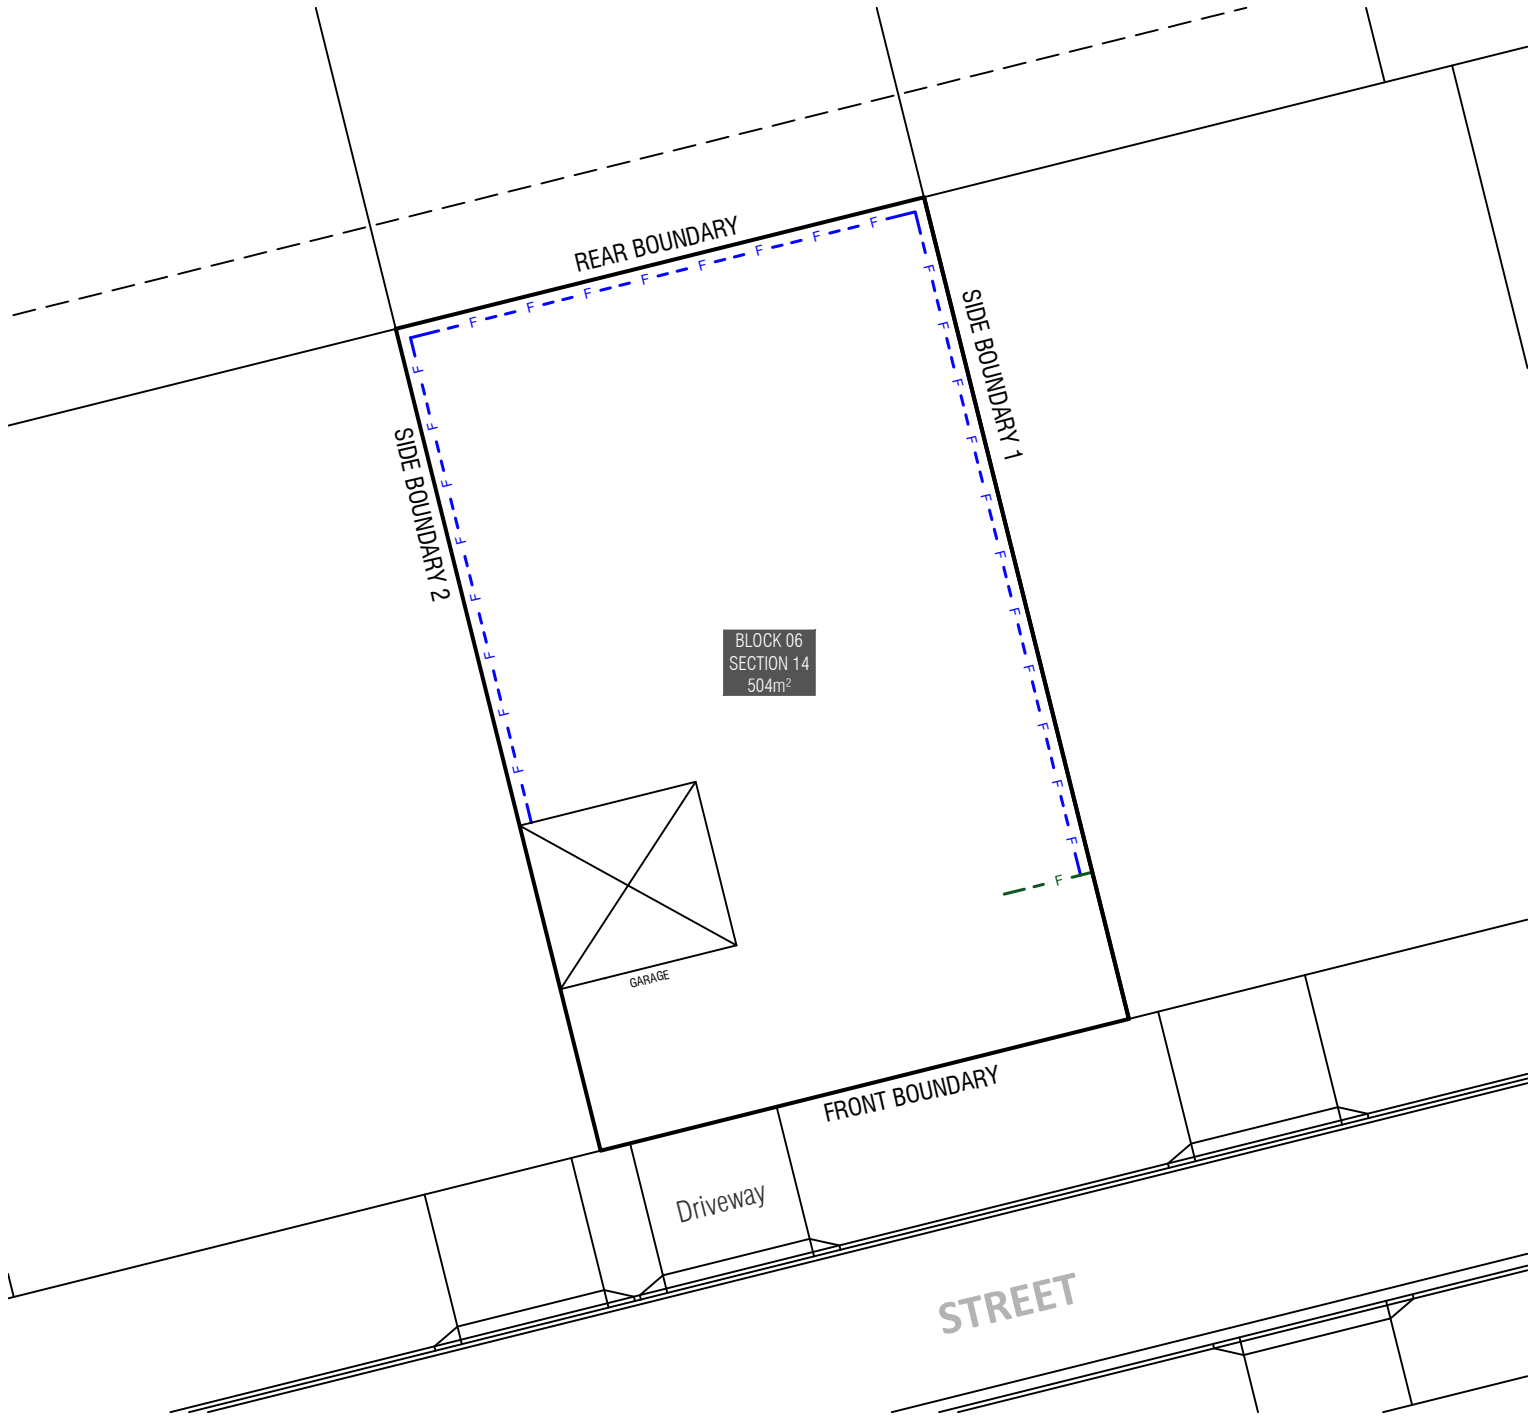 REAR BOUNDARY
F F F F F F F F
SIDE BOUNDARY 1
F F F F F F F F F F F
SIDE BOUNDARY 2
F F F F F F F F
BLOCK 06
SECTION 14
504m²
F
GARAGE
FRONT BOUNDARY
Driveway
STREET